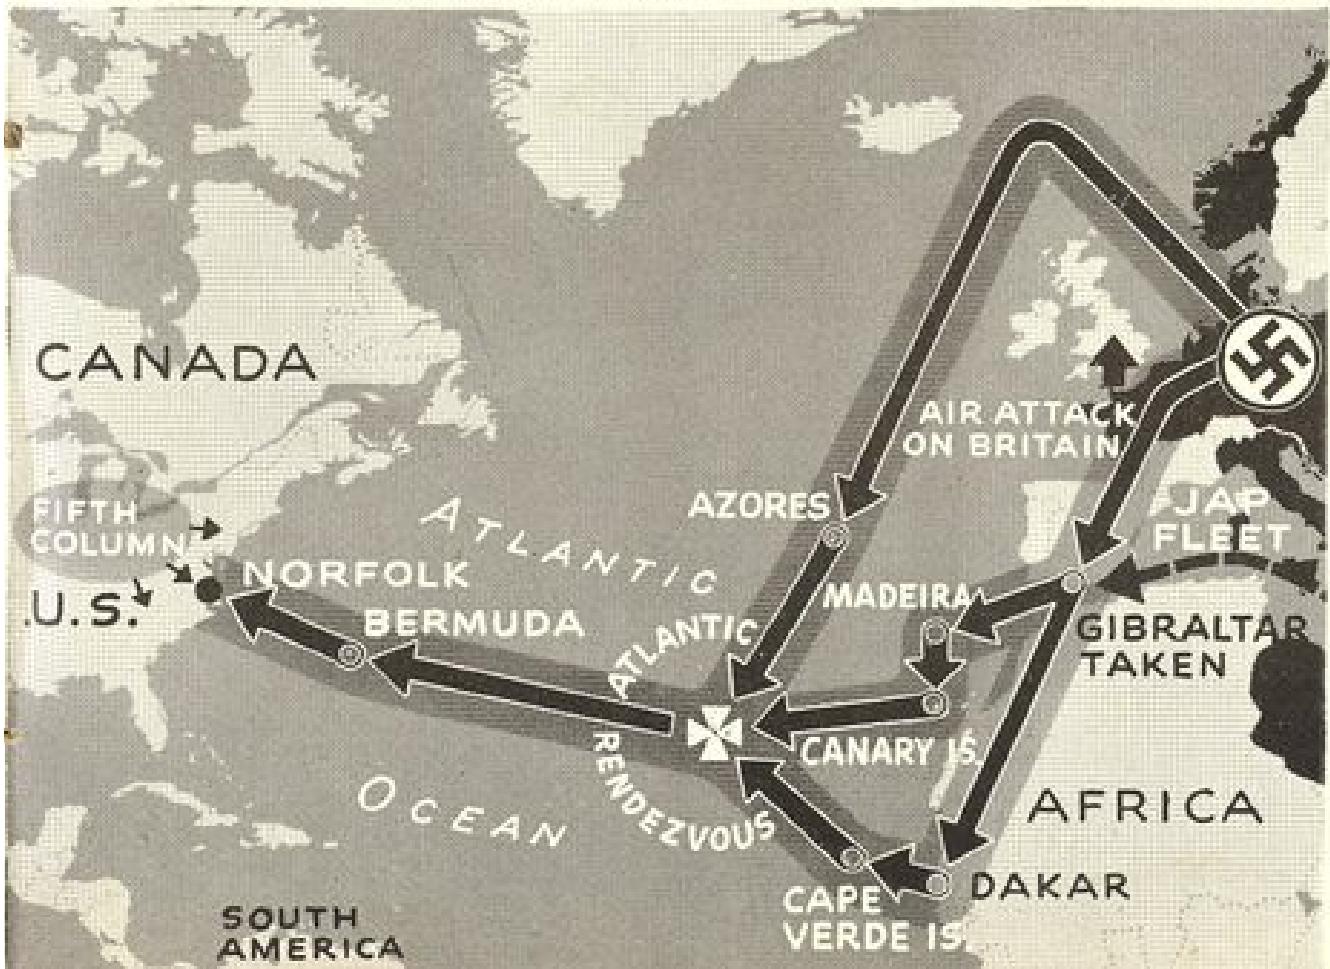 CANADA
AIR ATTACK
ON BRITAIN
FIFTH
COLUMN
AZORES
JAP
FLEET
ATLANTIC
NORFOLK
U.S.
BERMUDA
MADEIRA
GIBRALTAR
TAKEN
ATLANTIC
RENDEZVOUS
CANARY IS.
OCEAN
AFRICA
DAKAR
CAPE
VERDE IS.
SOUTH
AMERICA